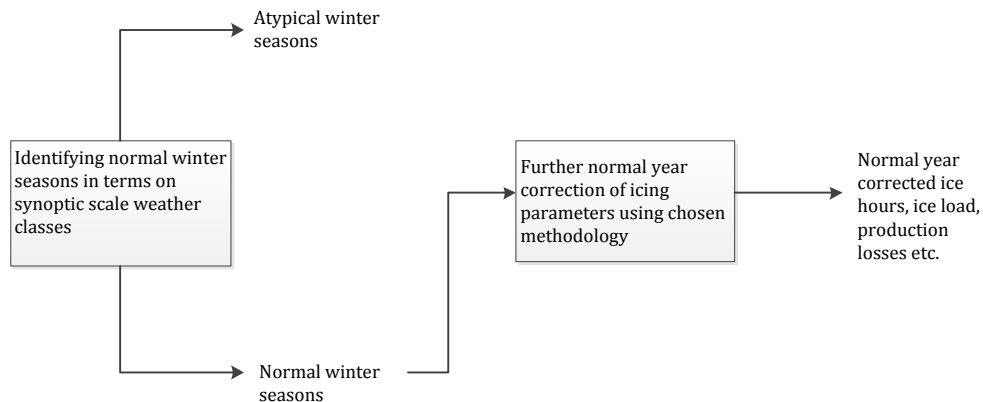 Atypical winter
seasons
Identifying normal winter
seasons in terms on
synoptic scale weather
classes
Further normal year
correction of icing
parameters using chosen
methodology
Normal year
corrected ice
hours, ice load,
production
losses etc.
Normal winter
seasons